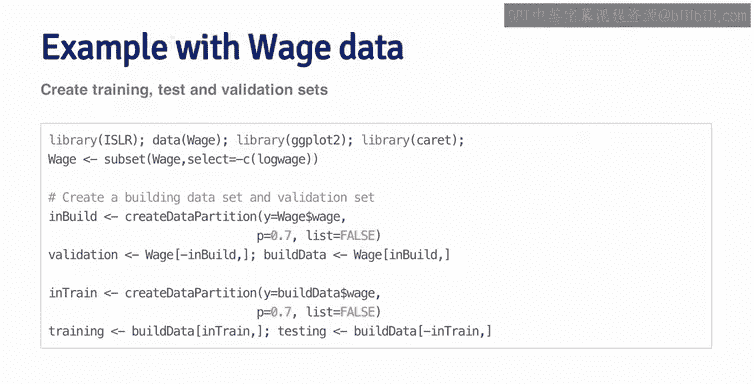 Example with Wage data
Create training, test and validation sets
library(ISLR); data(Wage); library(ggplot2); library(caret);
Wage <- subset(Wage,select=-c(logwage))
# Create a building data set and validation set
inBuild <- createDataPartition(y=Wage$wage,
p=0.7, list=FALSE)
validation <- Wage[-inBuild,]; buildData <- Wage[inBuild,]
inTrain <- createDataPartition(y=buildData$wage,
p=0.7, list=FALSE)
training <- buildData[inTrain,]; testing <- buildData[-inTrain,]